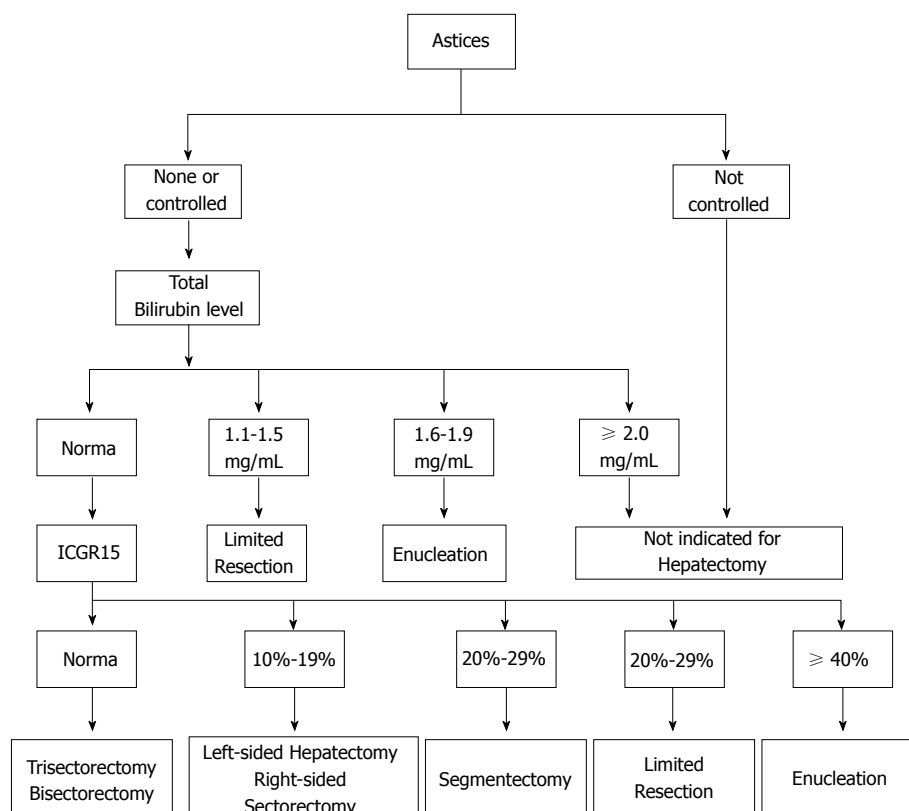 Astices
None or
controlled
Not
controlled
Total
Bilirubin level
Norma
1.1-1.5
mg/mL
1.6-1.9
mg/mL
≥ 2.0
mg/mL
ICGR15
Limited
Resection
Enucleation
Not indicated for
Hepatectomy
Norma
10%-19%
20%-29%
20%-29%
≥ 40%
Trisectorectomy
Bisectorectomy
Left-sided Hepatectomy
Right-sided
Sectorectomy
Segmentectomy
Limited
Resection
Enucleation